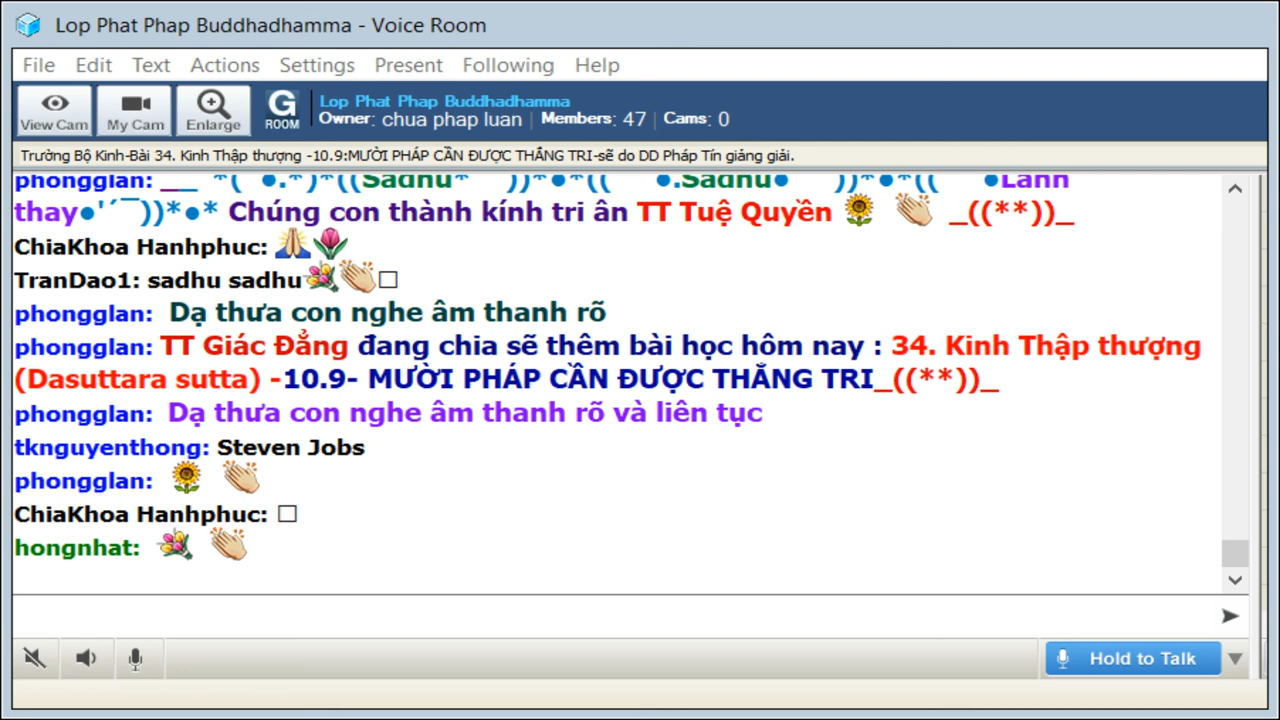 Lop Phat Phap Buddhadhamma - Voice Room
File Edit Text Actions Settings Present Following Help
View Cam My Cam Enlarge G ROOM
Lop Phat Phap Buddhadhamma
Owner: chua phap luan | Members: 47 | Cams: 0
Trường Bộ Kinh-Bài 34. Kinh Thập thượng -10.9:MƯỜI PHÁP CẦN ĐƯỢC THẮNG TRI-sẽ do DD Pháp Tín giảng giải.
phongglan: __ *(¯`●.*)*((Sadhu* ))*●*(( ●.Sadhu● ))*●*(( ●Lành
thay●'´¯))*●* Chúng con thành kính tri ân TT Tuệ Quyền 🌻 👏 _((**))_
ChiaKhoa Hanhphuc: 🙏🌷
TranDao1: sadhu sadhu💐👏□
phongglan: Dạ thưa con nghe âm thanh rõ
phongglan: TT Giác Đẳng đang chia sẽ thêm bài học hôm nay : 34. Kinh Thập thượng
(Dasuttara sutta) -10.9- MƯỜI PHÁP CẦN ĐƯỢC THẮNG TRI_((**))_
phongglan: Dạ thưa con nghe âm thanh rõ và liên tục
tknguyenthong: Steven Jobs
phongglan: 🌻 👏
ChiaKhoa Hanhphuc: □
hongnhat: 💐 👏
Hold to Talk